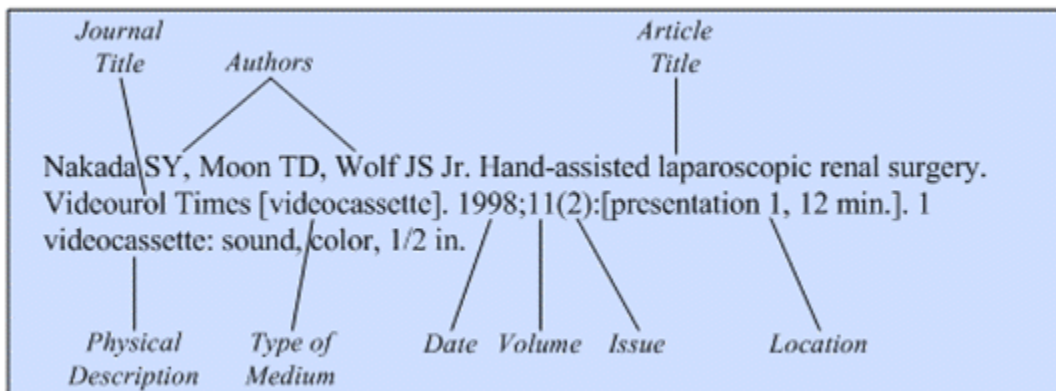 Journal Title
Authors
Article Title
Nakada SY, Moon TD, Wolf JS Jr. Hand-assisted laparoscopic renal surgery.
Videourol Times [videocassette]. 1998;11(2):[presentation 1, 12 min.]. 1
videocassette: sound, color, 1/2 in.
Physical Description
Type of Medium
Date
Volume
Issue
Location